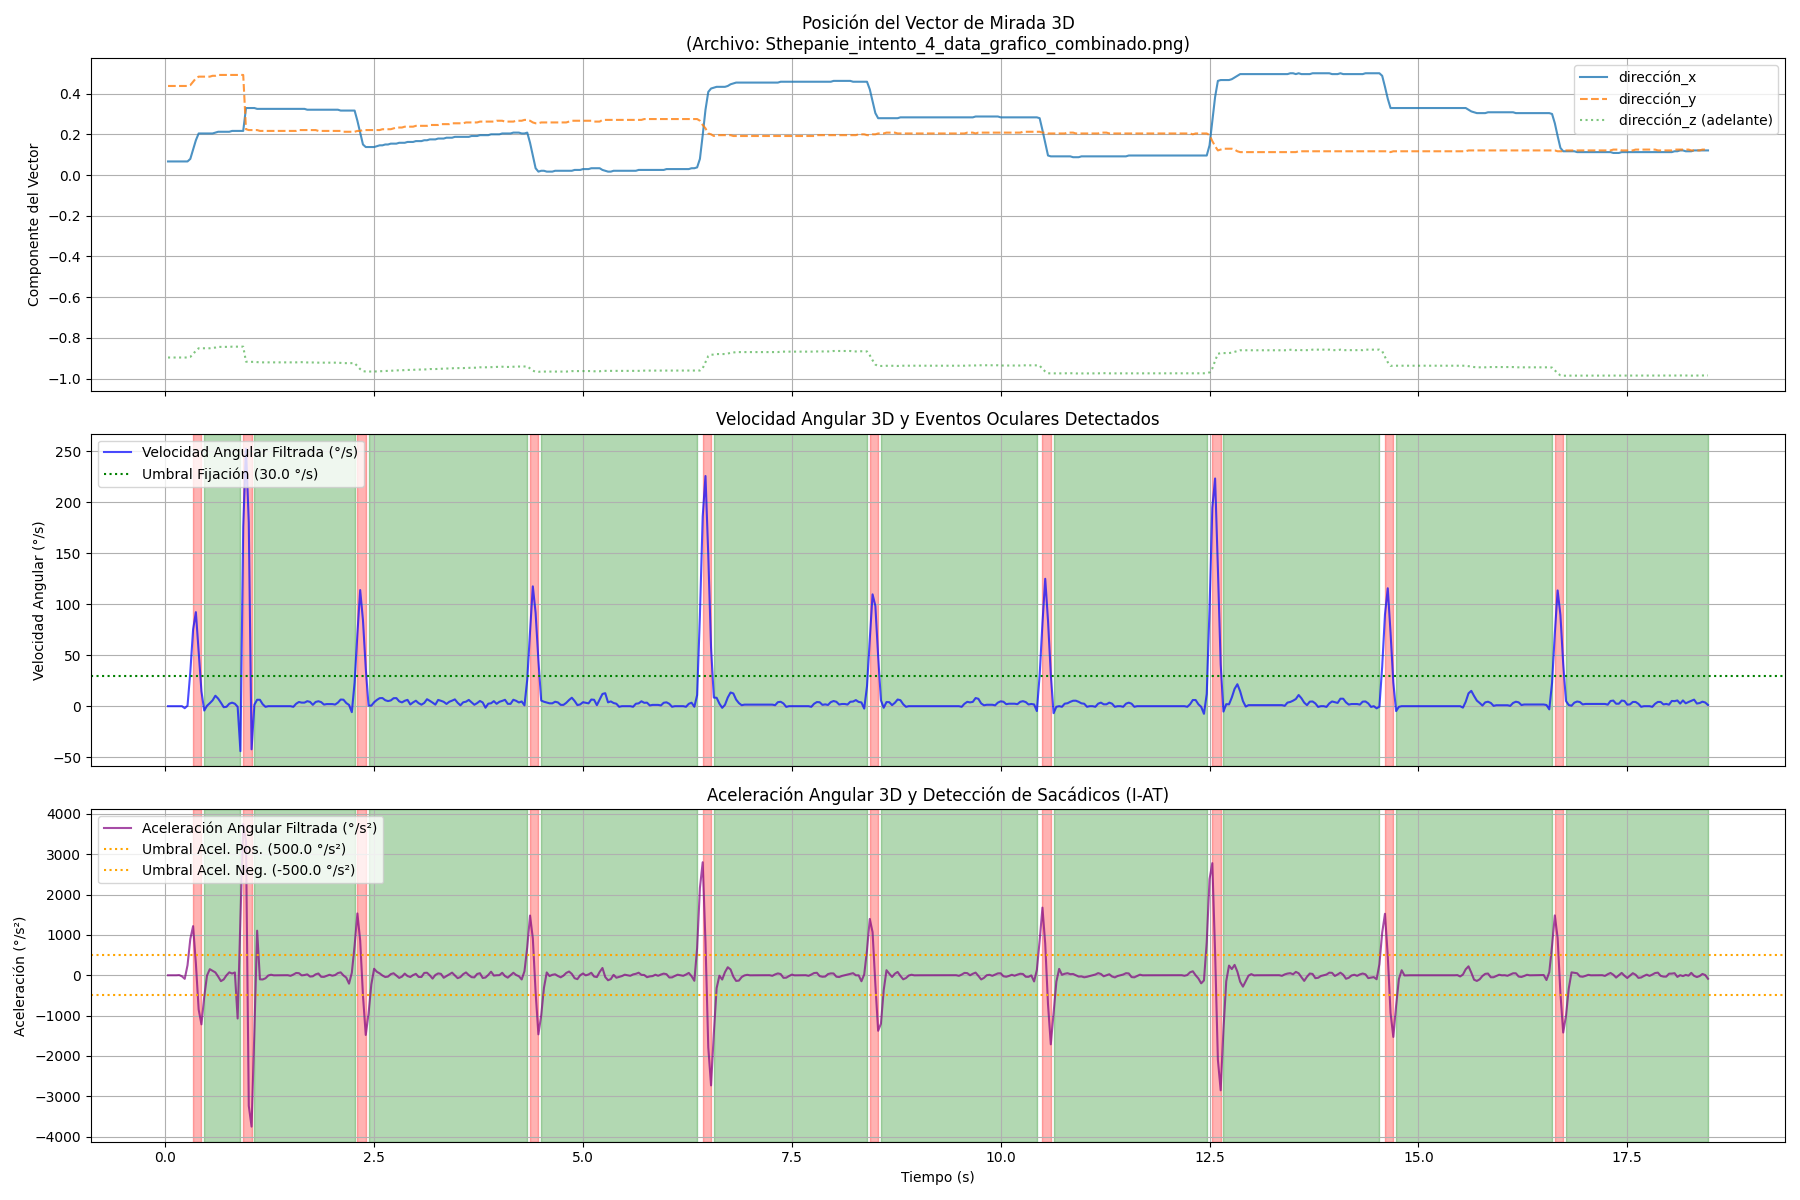 Posición del Vector de Mirada 3D
(Archivo: Sthepanie_intento_4_data_grafico_combinado.png)
Componente del Vector
0.4
0.2
0.0
−0.2
−0.4
−0.6
−0.8
−1.0
dirección_x
dirección_y
dirección_z (adelante)
Velocidad Angular 3D y Eventos Oculares Detectados
Velocidad Angular (°/s)
250
200
150
100
50
0
−50
Velocidad Angular Filtrada (°/s)
Umbral Fijación (30.0 °/s)
Aceleración Angular 3D y Detección de Sacádicos (I-AT)
Aceleración (°/s²)
4000
3000
2000
1000
0
−1000
−2000
−3000
−4000
Aceleración Angular Filtrada (°/s²)
Umbral Acel. Pos. (500.0 °/s²)
Umbral Acel. Neg. (-500.0 °/s²)
0.0 2.5 5.0 7.5 10.0 12.5 15.0 17.5
Tiempo (s)